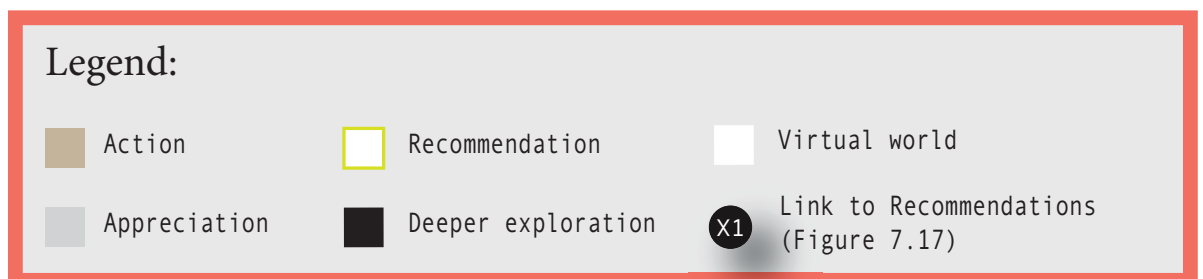 Legend:
Action
Recommendation
Virtual world
Appreciation
Deeper exploration
X1
Link to Recommendations
(Figure 7.17)